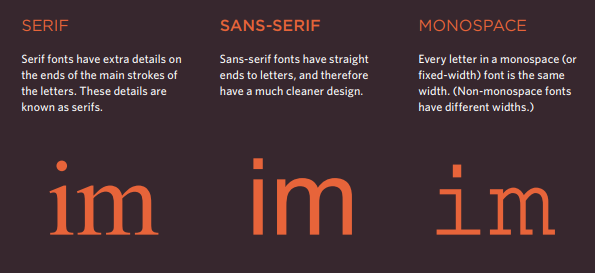 SERIF
Serif fonts have extra details on
the ends of the main strokes of
the letters. These details are
known as serifs.
im
SANS-SERIF
Sans-serif fonts have straight
ends to letters, and therefore
have a much cleaner design.
im
MONOSPACE
Every letter in a monospace (or
fixed-width) font is the same
width. (Non-monospace fonts
have different widths.)
im